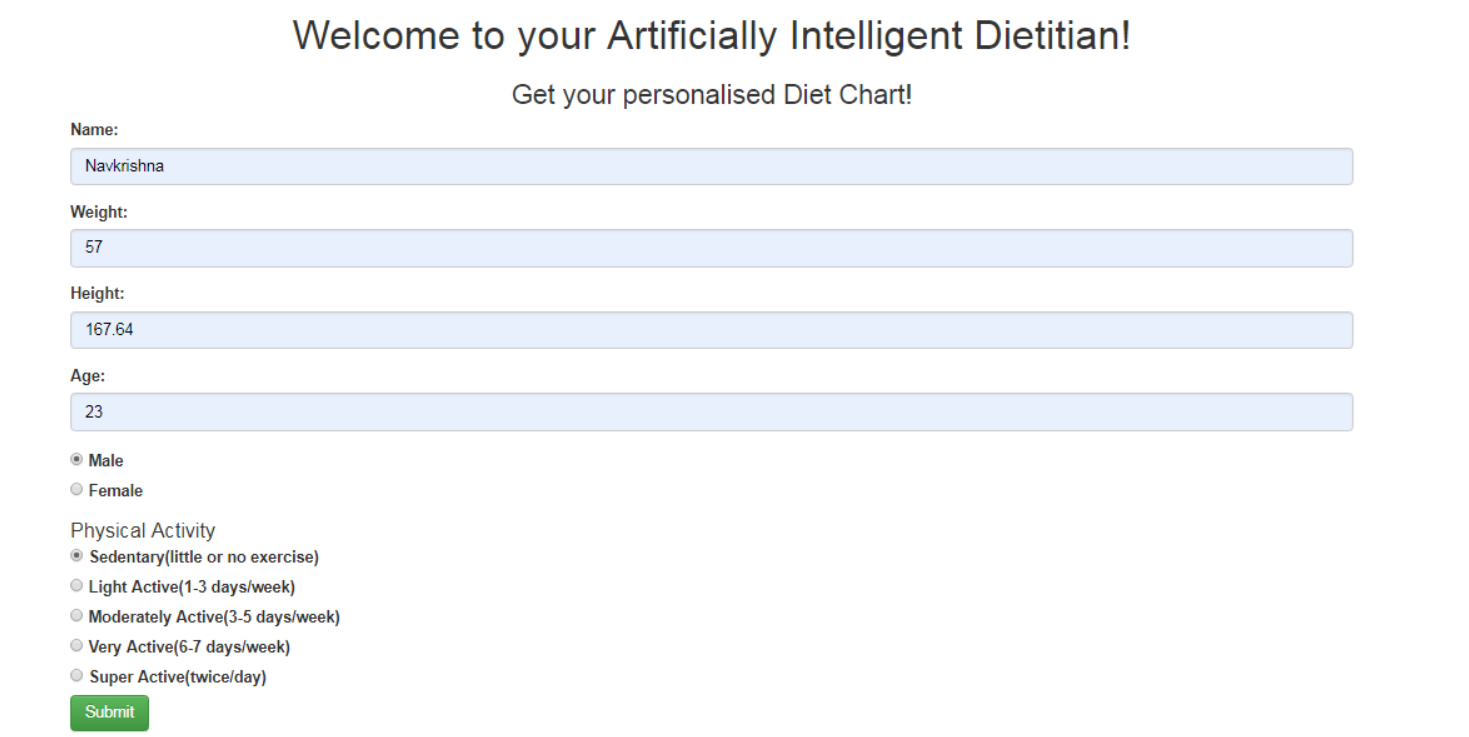 Welcome to your Artificially Intelligent Dietitian!
Get your personalised Diet Chart!
Name:
Navkrishna
Weight:
57
Height:
167.64
Age:
23
Male
Female
Physical Activity
Sedentary(little or no exercise)
Light Active(1-3 days/week)
Moderately Active(3-5 days/week)
Very Active(6-7 days/week)
Super Active(twice/day)
Submit